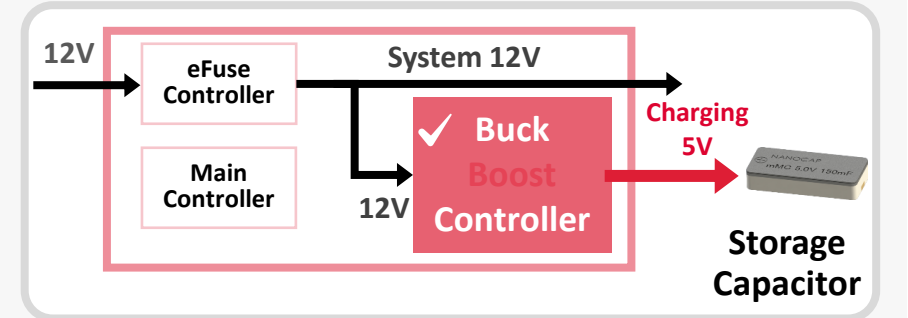 12V
eFuse
Controller
System 12V
Main
Controller
12V
Buck
Boost
Controller
Charging
5V
NANOCAP
mMC 5.0V 150mF
Storage
Capacitor